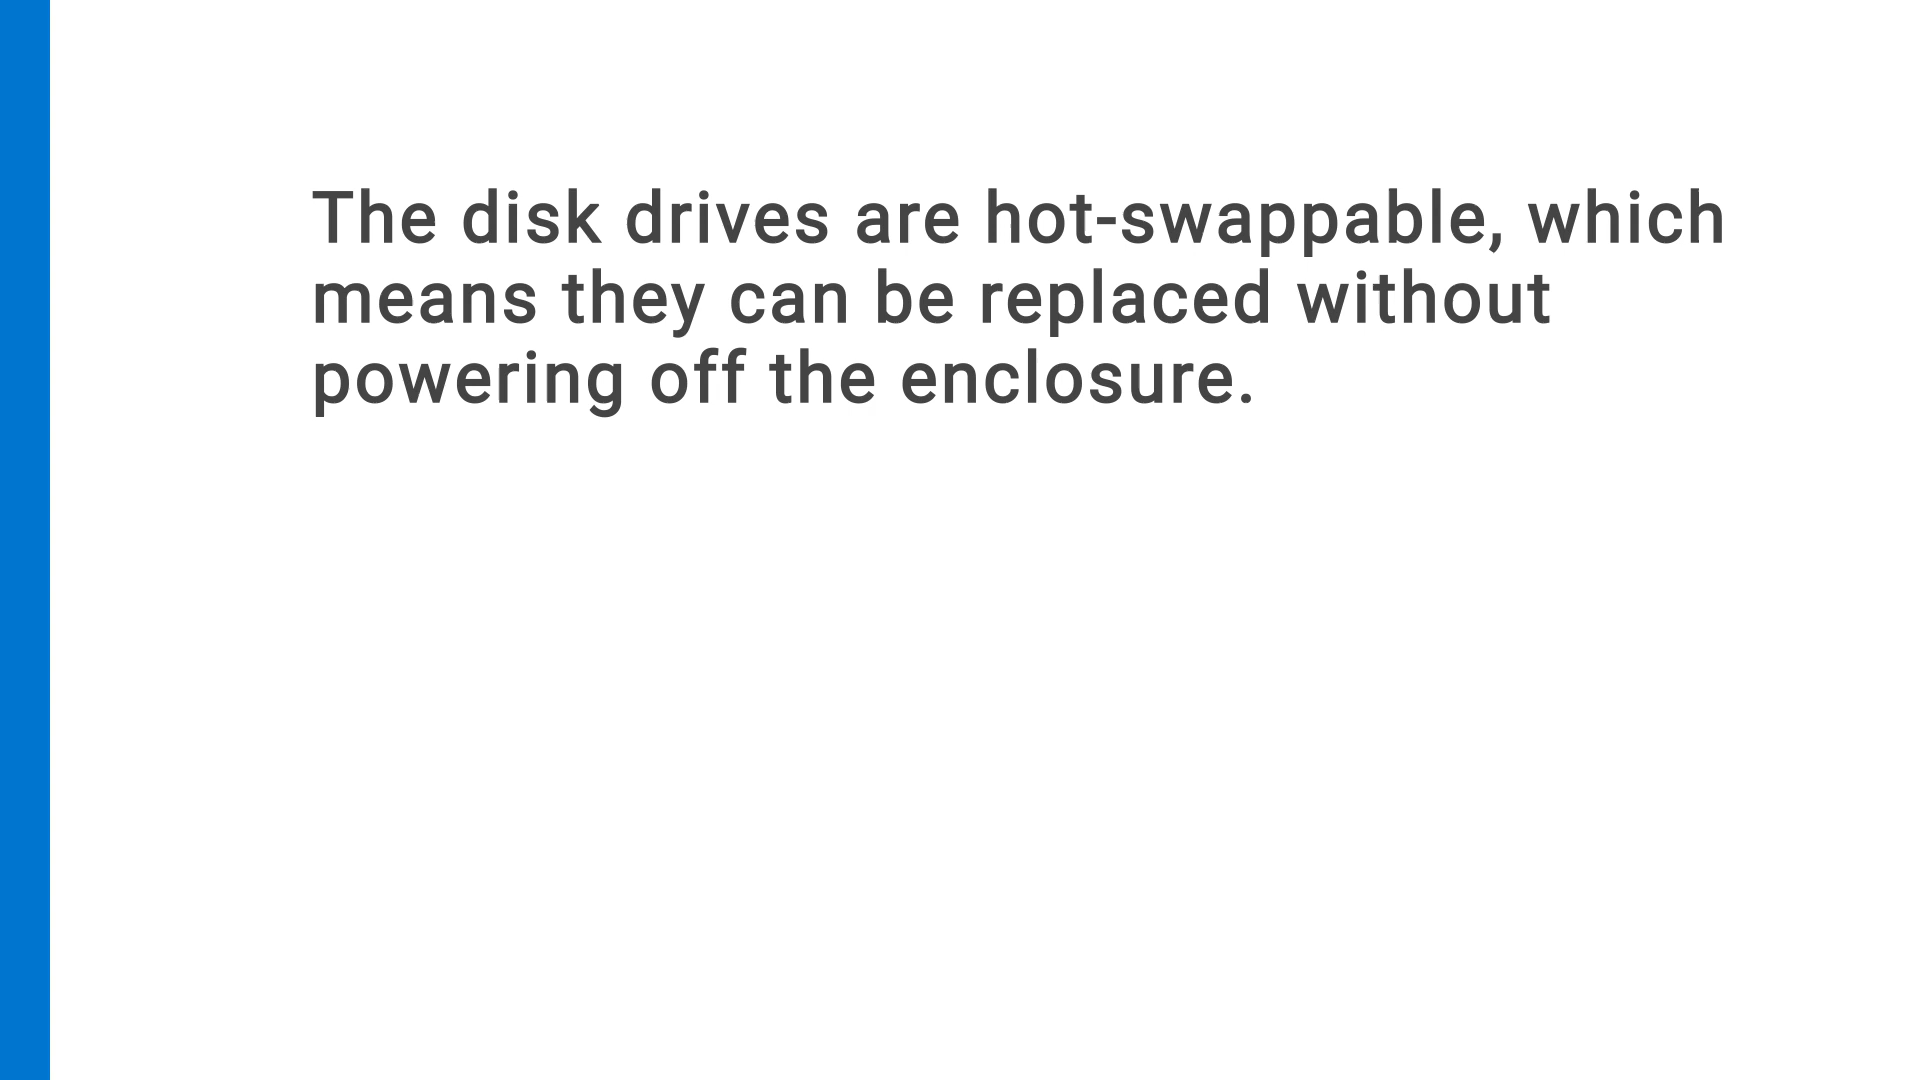 The disk drives are hot-swappable, which
means they can be replaced without
powering off the enclosure.